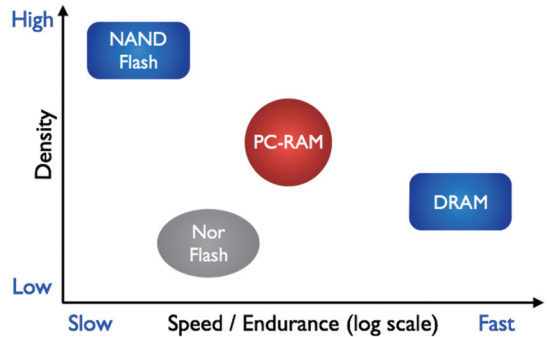 High
NAND
Flash
PC-RAM
Density
DRAM
Nor
Flash
Low
Slow
Speed / Endurance (log scale)
Fast